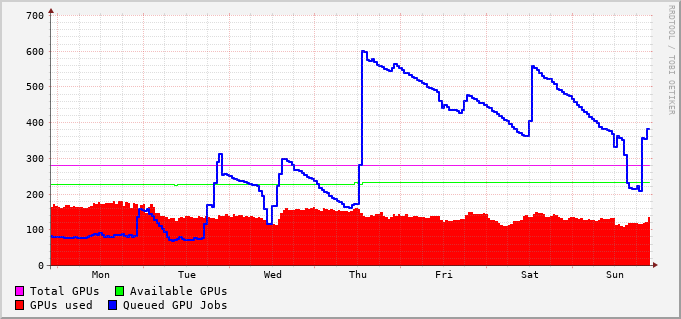 700
600
500
400
300
200
100
0
Mon Tue Wed Thu Fri Sat Sun
Total GPUs Available GPUs
GPUs used Queued GPU Jobs
RRDTOOL / TOBI OETIKER